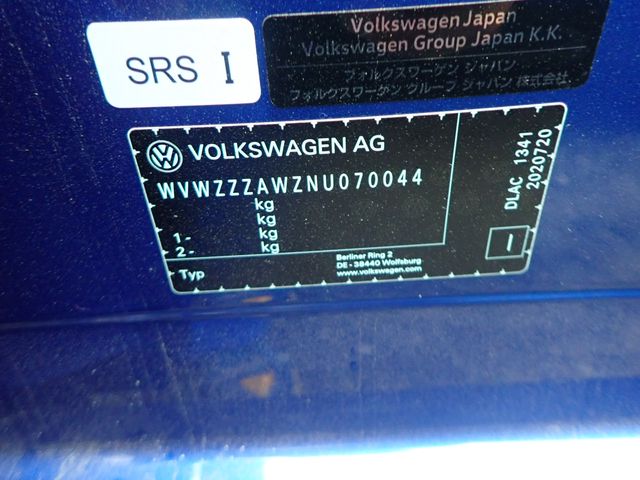 SRS I
Volkswagen Japan
Volkswagen Group Japan K.K.
フォルクスワーゲン ジャパン
フォルクスワーゲン グループ ジャパン 株式会社
VOLKSWAGEN AG
WVWZZZAWZNU070044
kg
- kg
1 - kg
2 - kg
Typ
Berliner Ring 2
DE - 38440 Wolfsburg
www.volkswagen.com
DLAC 1341
2020720
I